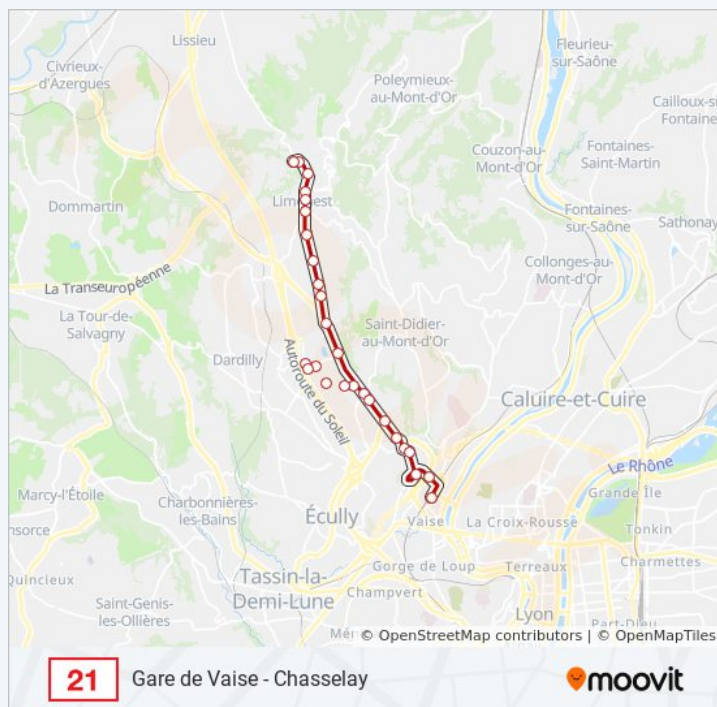 Lissieu
Civrieux-
d'Azergues
Fleurieu
-sur-Saône
Poleymieux-
au-Mont-d'Or
Cailloux-su
Fontaine
Couzon-au-
Mont-d'Or
Fontaines-
Saint-Martin
Limonest
Dommartin
Fontaines-
sur-Saône
Sathonay
Collonges-au-
Mont-d'Or
La Transeuropéenne
La Tour-de-
Salvagny
Saint-Didier-
au-Mont-d'Or
Dardilly
Autoroute du Soleil
Caluire-et-Cuire
Le Rhône
Marcy-l'Étoile
Charbonnières-
les-Bains
Grande Île
Écully
Vaise
La Croix-Rousse
Tonkin
nsorce
Gorge de Loup
Terreaux
Charmettes
Quincieux
Tassin-la-
Demi-Lune
Champvert
Saint-Genis-
les-Ollières
Lyon
Part-Dieu
Mé
© OpenStreetMap contributors | © OpenMapTiles
21
Gare de Vaise - Chasselay
moovit